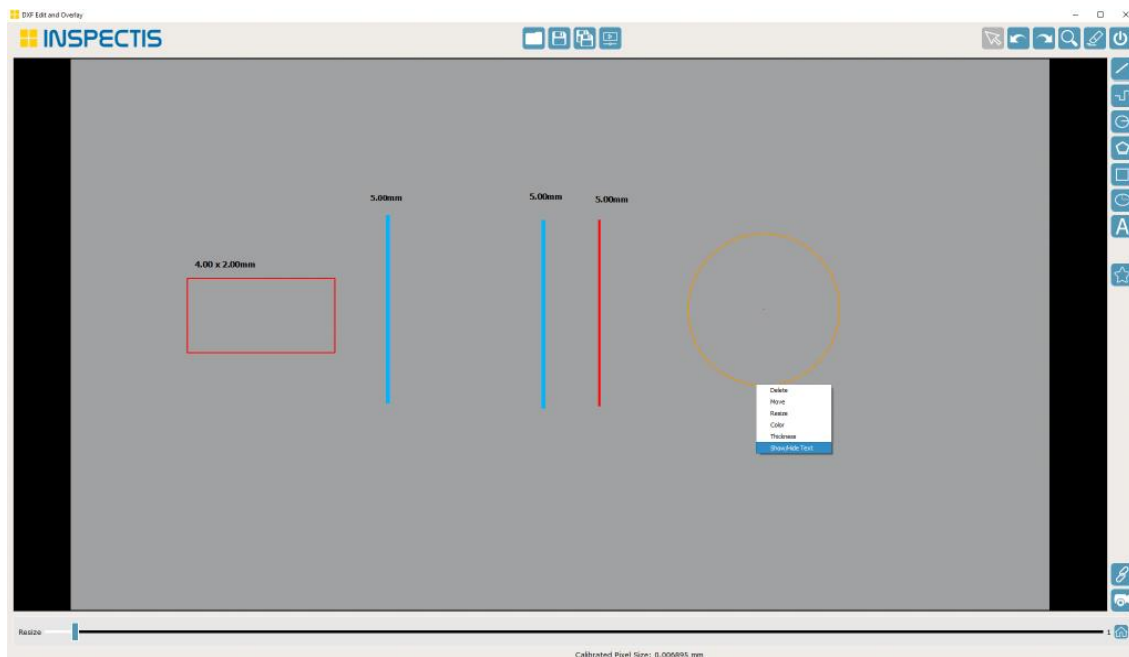 DXF Edit and Overlay
INSPECTIS
A
5.00mm
5.00mm
5.00mm
4.00 x 2.00mm
Delete
Move
Resize
Color
Thickness
Show/Hide Text
Resize
1
Calibrated Pixel Size: 0.006895 mm